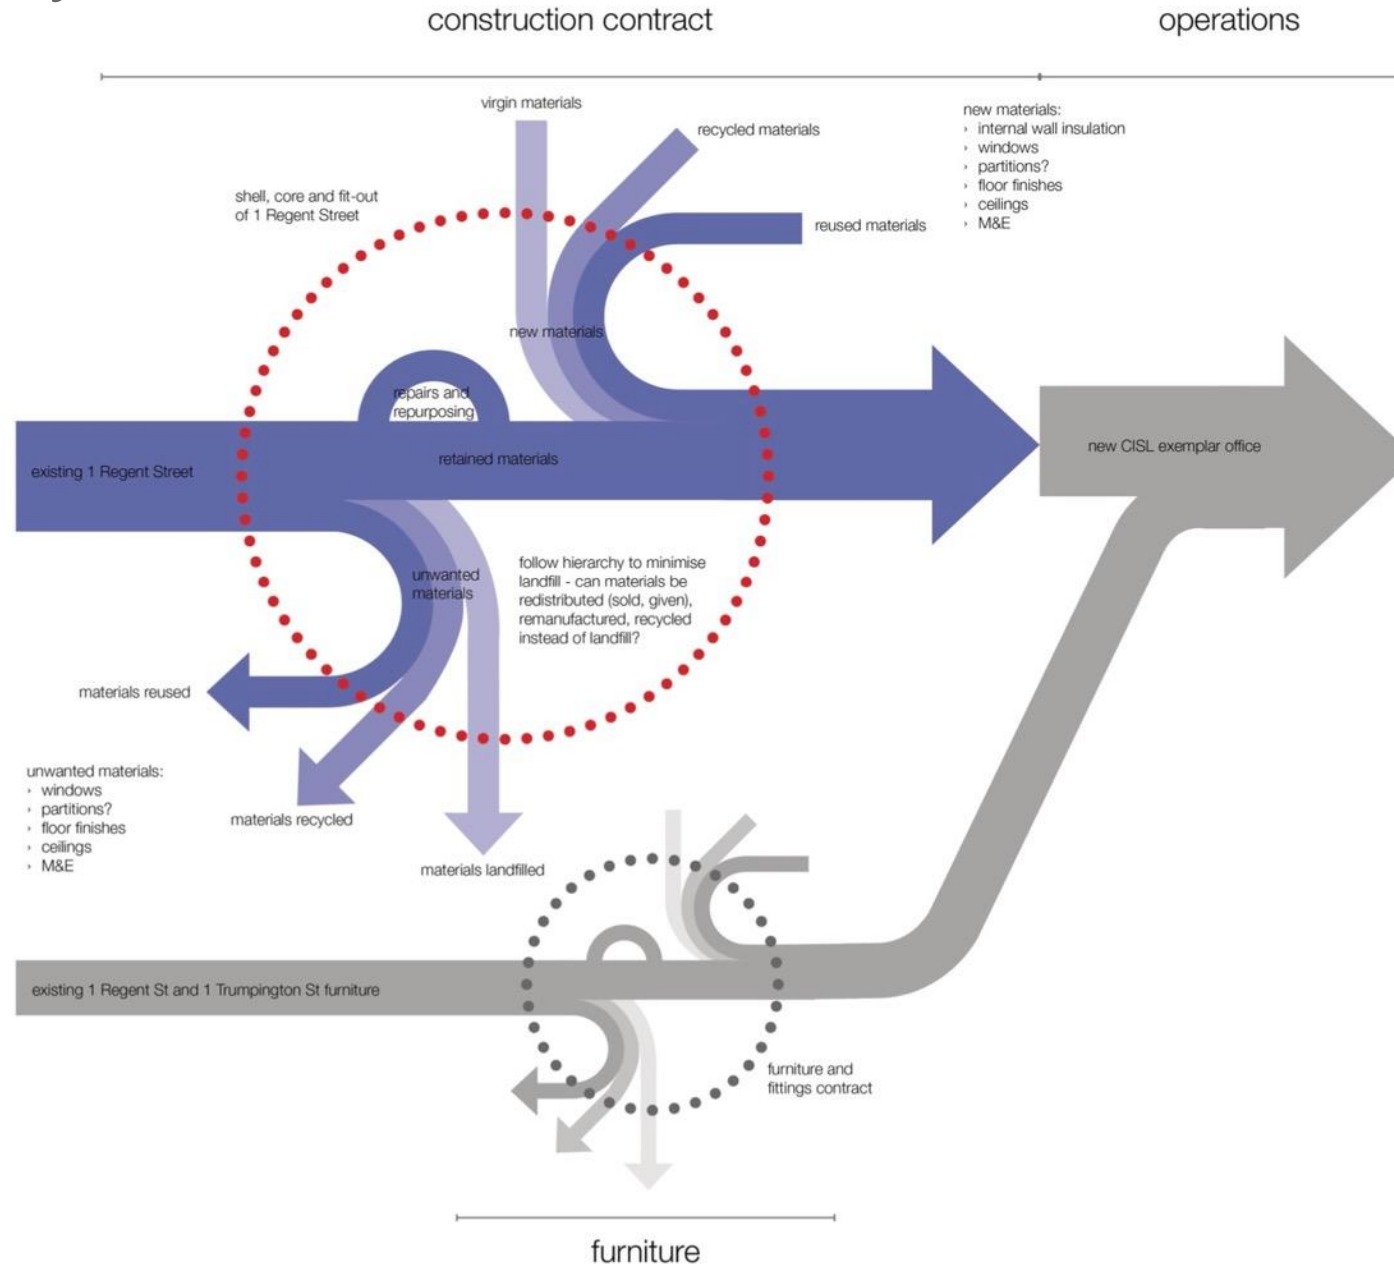 construction contract
operations
virgin materials
recycled materials
new materials:
› internal wall insulation
› windows
› partitions?
› floor finishes
› ceilings
› M&E
shell, core and fit-out
of 1 Regent Street
reused materials
new materials
repairs and
repurposing
existing 1 Regent Street
retained materials
new CISL exemplar office
unwanted
materials
follow hierarchy to minimise
landfill - can materials be
redistributed (sold, given),
remanufactured, recycled
instead of landfill?
materials reused
unwanted materials:
› windows
› partitions?
› floor finishes
› ceilings
› M&E
materials recycled
materials landfilled
existing 1 Regent St and 1 Trumpington St furniture
furniture and
fittings contract
furniture